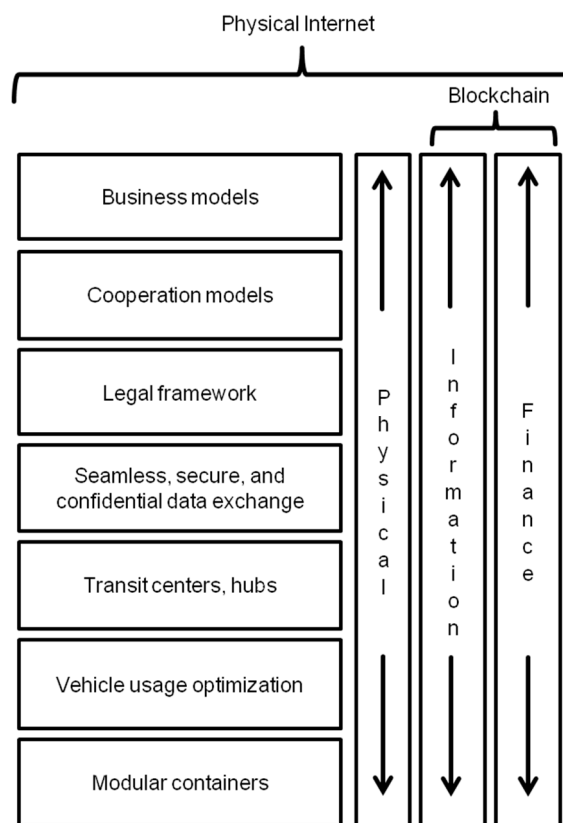 Physical Internet
Blockchain
Business models
Cooperation models
Legal framework
Seamless, secure, and
confidential data exchange
Transit centers, hubs
Vehicle usage optimization
Modular containers
Physical
Information
Finance